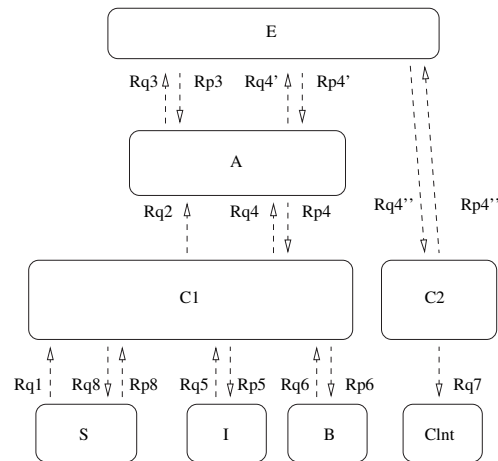 E
Rq3 Rp3 Rq4' Rp4'
A
Rq2 Rq4 Rp4 Rq4'' Rp4''
C1 C2
Rq1 Rq8 Rp8 Rq5 Rp5 Rq6 Rp6 Rq7
S I B Clnt